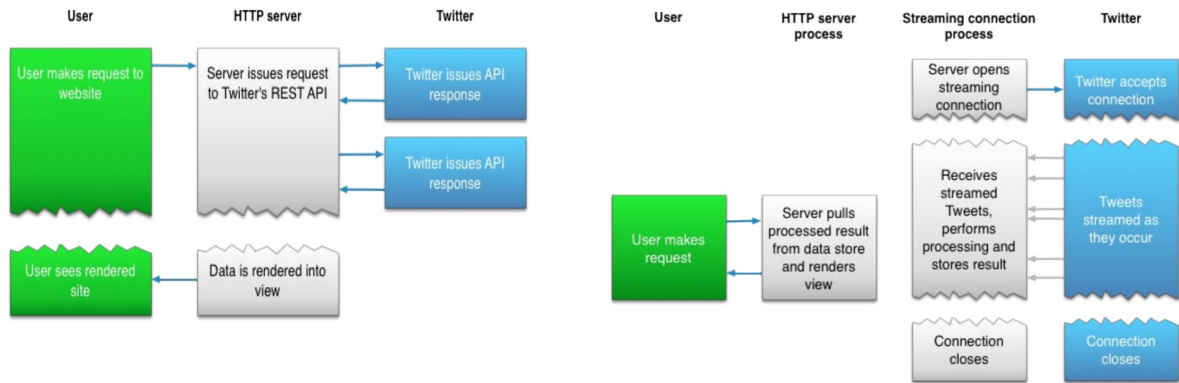 User
HTTP server
Twitter
User makes request to
website
Server issues request
to Twitter's REST API
Twitter issues API
response
Twitter issues API
response
User sees rendered
site
Data is rendered into
view
User
HTTP server
process
Streaming connection
process
Twitter
Server opens
streaming
connection
Twitter accepts
connection
User makes
request
Server pulls
processed result
from data store
and renders
view
Receives
streamed
Tweets,
performs
processing and
stores result
Tweets
streamed as
they occur
Connection
closes
Connection
closes